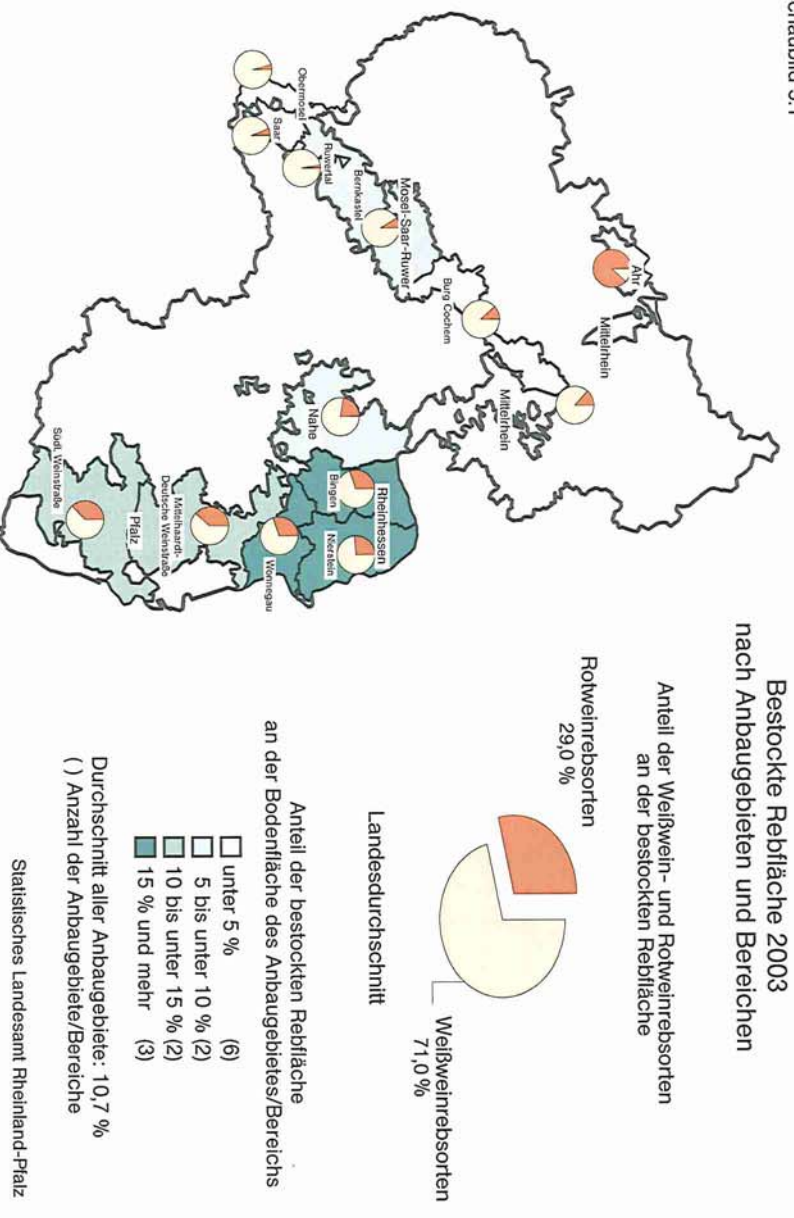 Bestockte Rebfläche 2003
nach Anbaugebieten und Bereichen
Anteil der Weißwein- und Rotweinrebsorten
an der bestockten Rebfläche
Rotweinrebsorten
29,0 %
Weißweinrebsorten
71,0 %
Landesdurchschnitt
Anteil der bestockten Rebfläche
an der Bodenfläche des Anbaugebietes/Bereichs
unter 5 % (6)
5 bis unter 10 % (2)
10 bis unter 15 % (2)
15 % und mehr (3)
Durchschnitt aller Anbaugebiete: 10,7 %
( ) Anzahl der Anbaugebiete/Bereiche
Statistisches Landesamt Rheinland-Pfalz
Ahr
Mittelrhein
Mittelrhein
Burg Cochem
Mosel-Saar-Ruwer
Bernkastel
Ruwertal
Saar
Obermosel
Nahe
Rheinhessen
Bingen
Nierstein
Wonnegau
Mittelhaardt-
Deutsche Weinstraße
Pfalz
Südl. Weinstraße